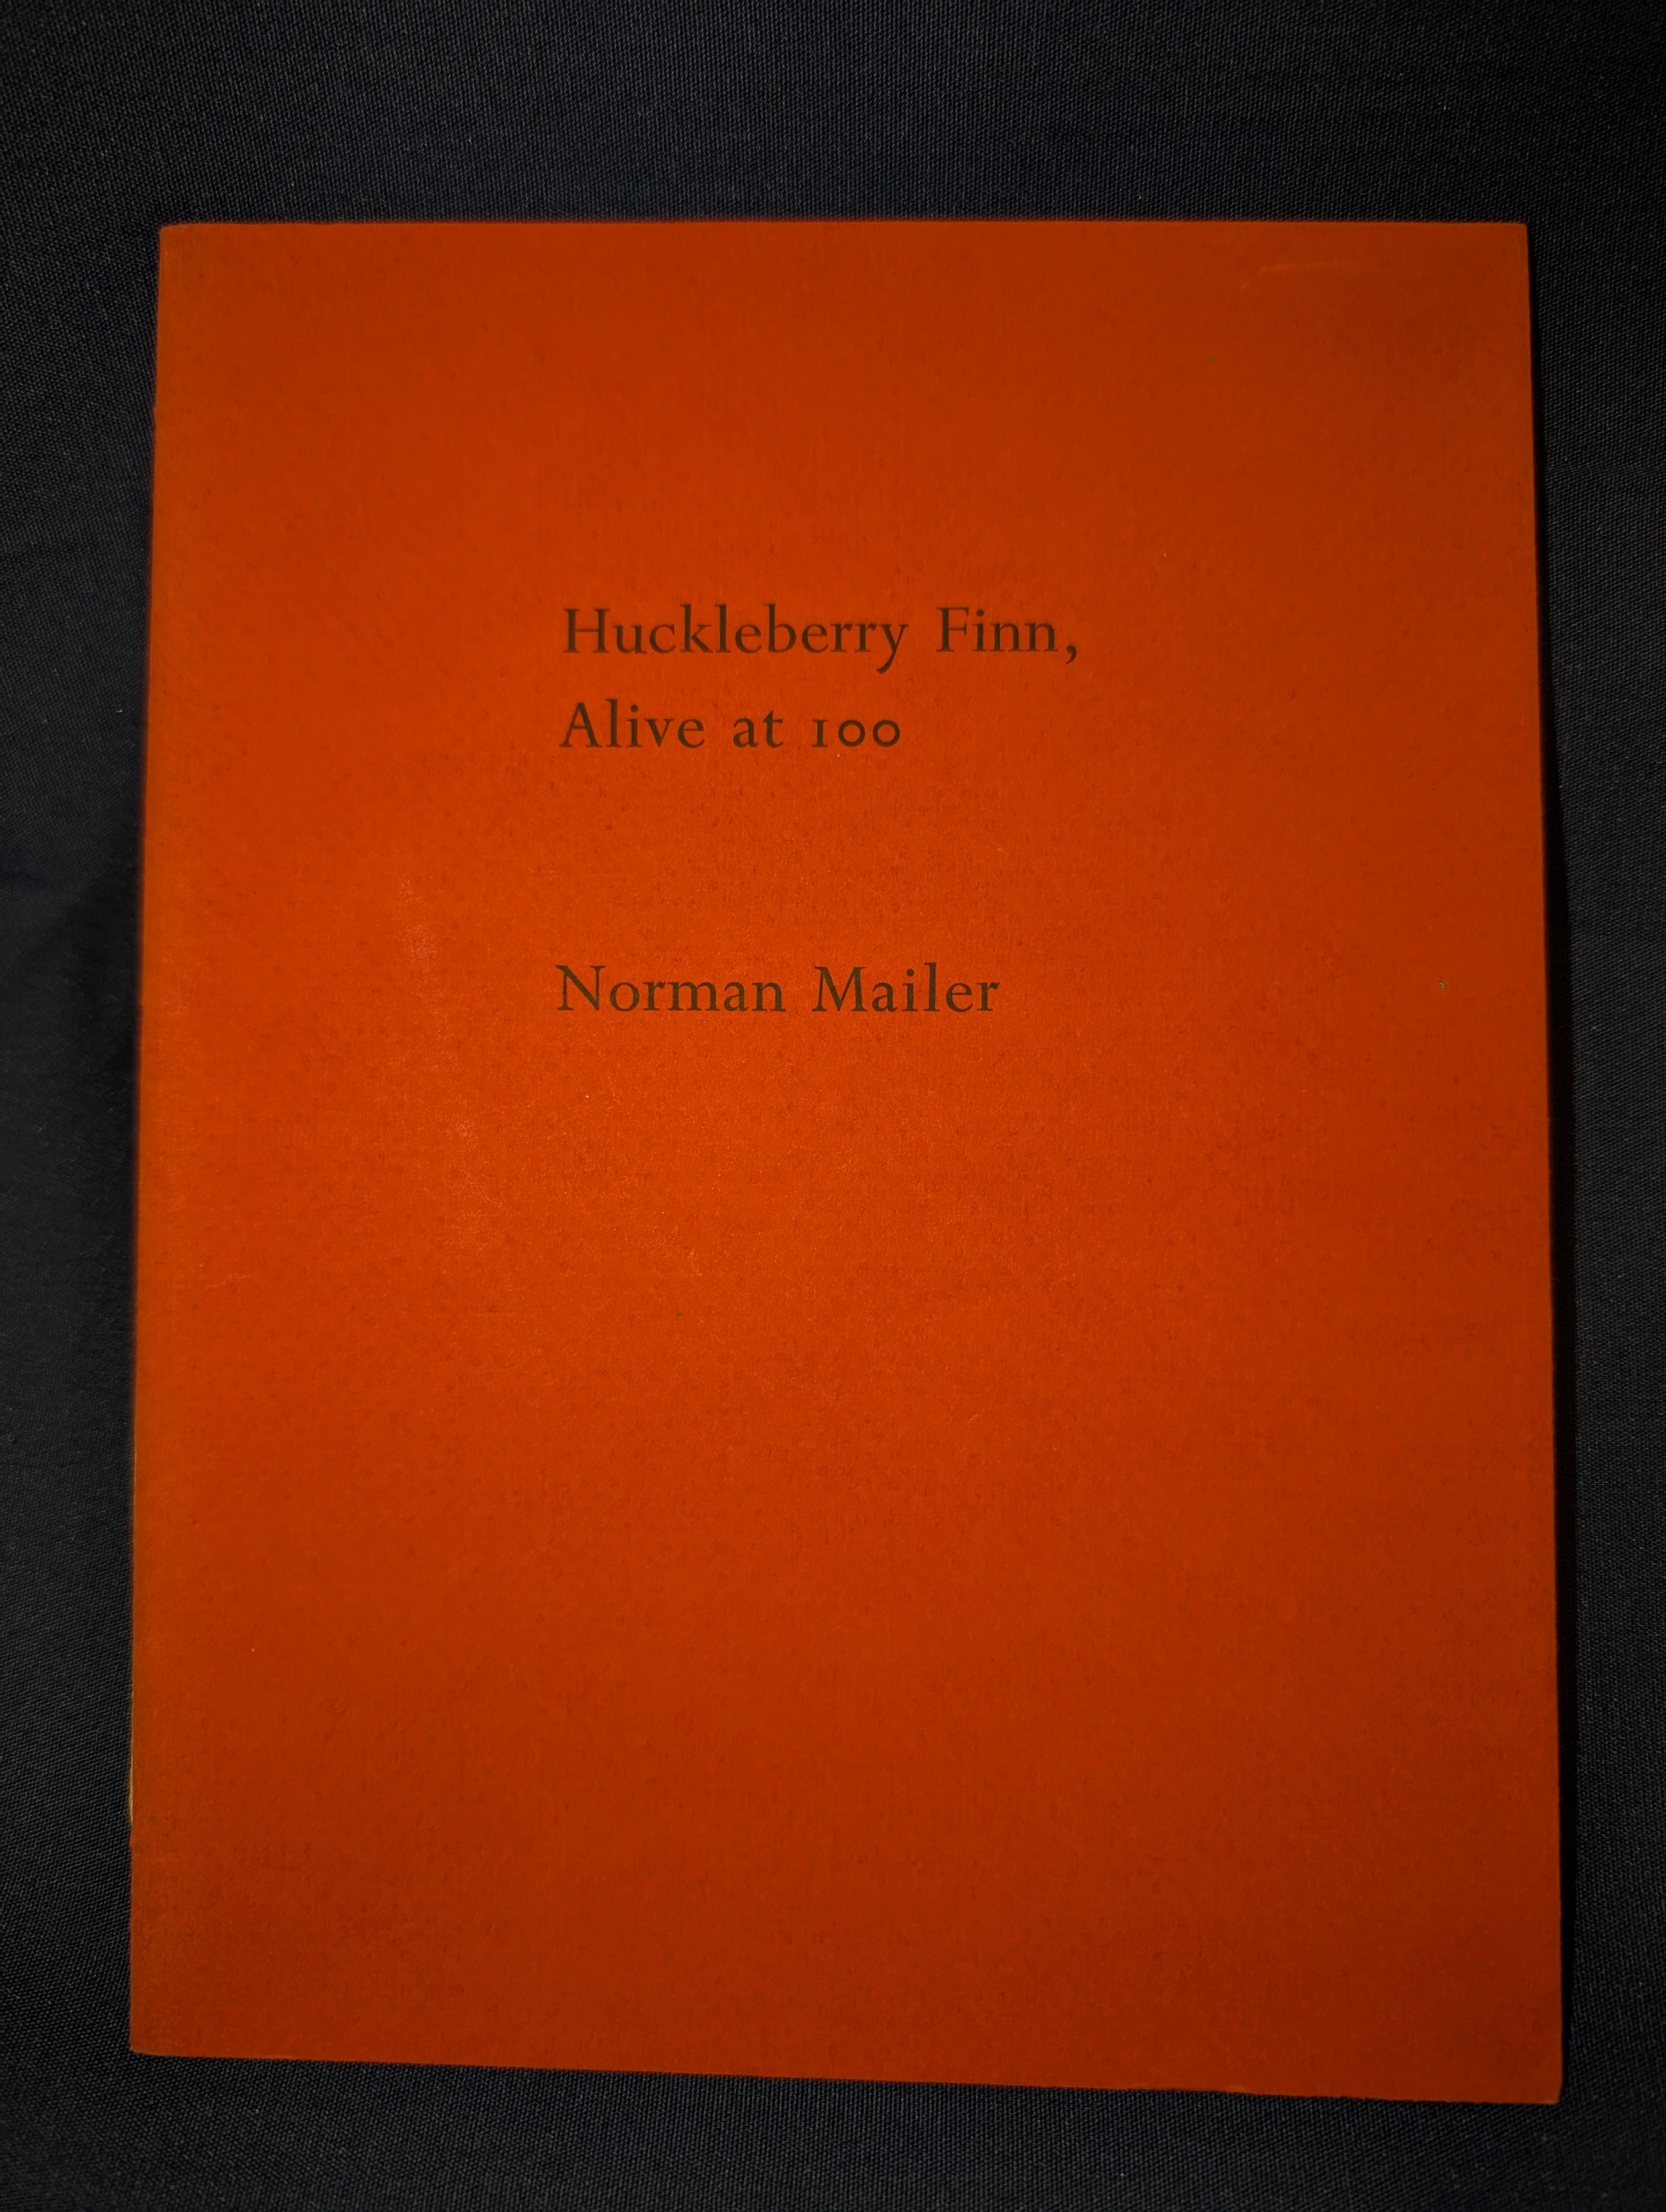 Huckleberry Finn,
Alive at 100
Norman Mailer